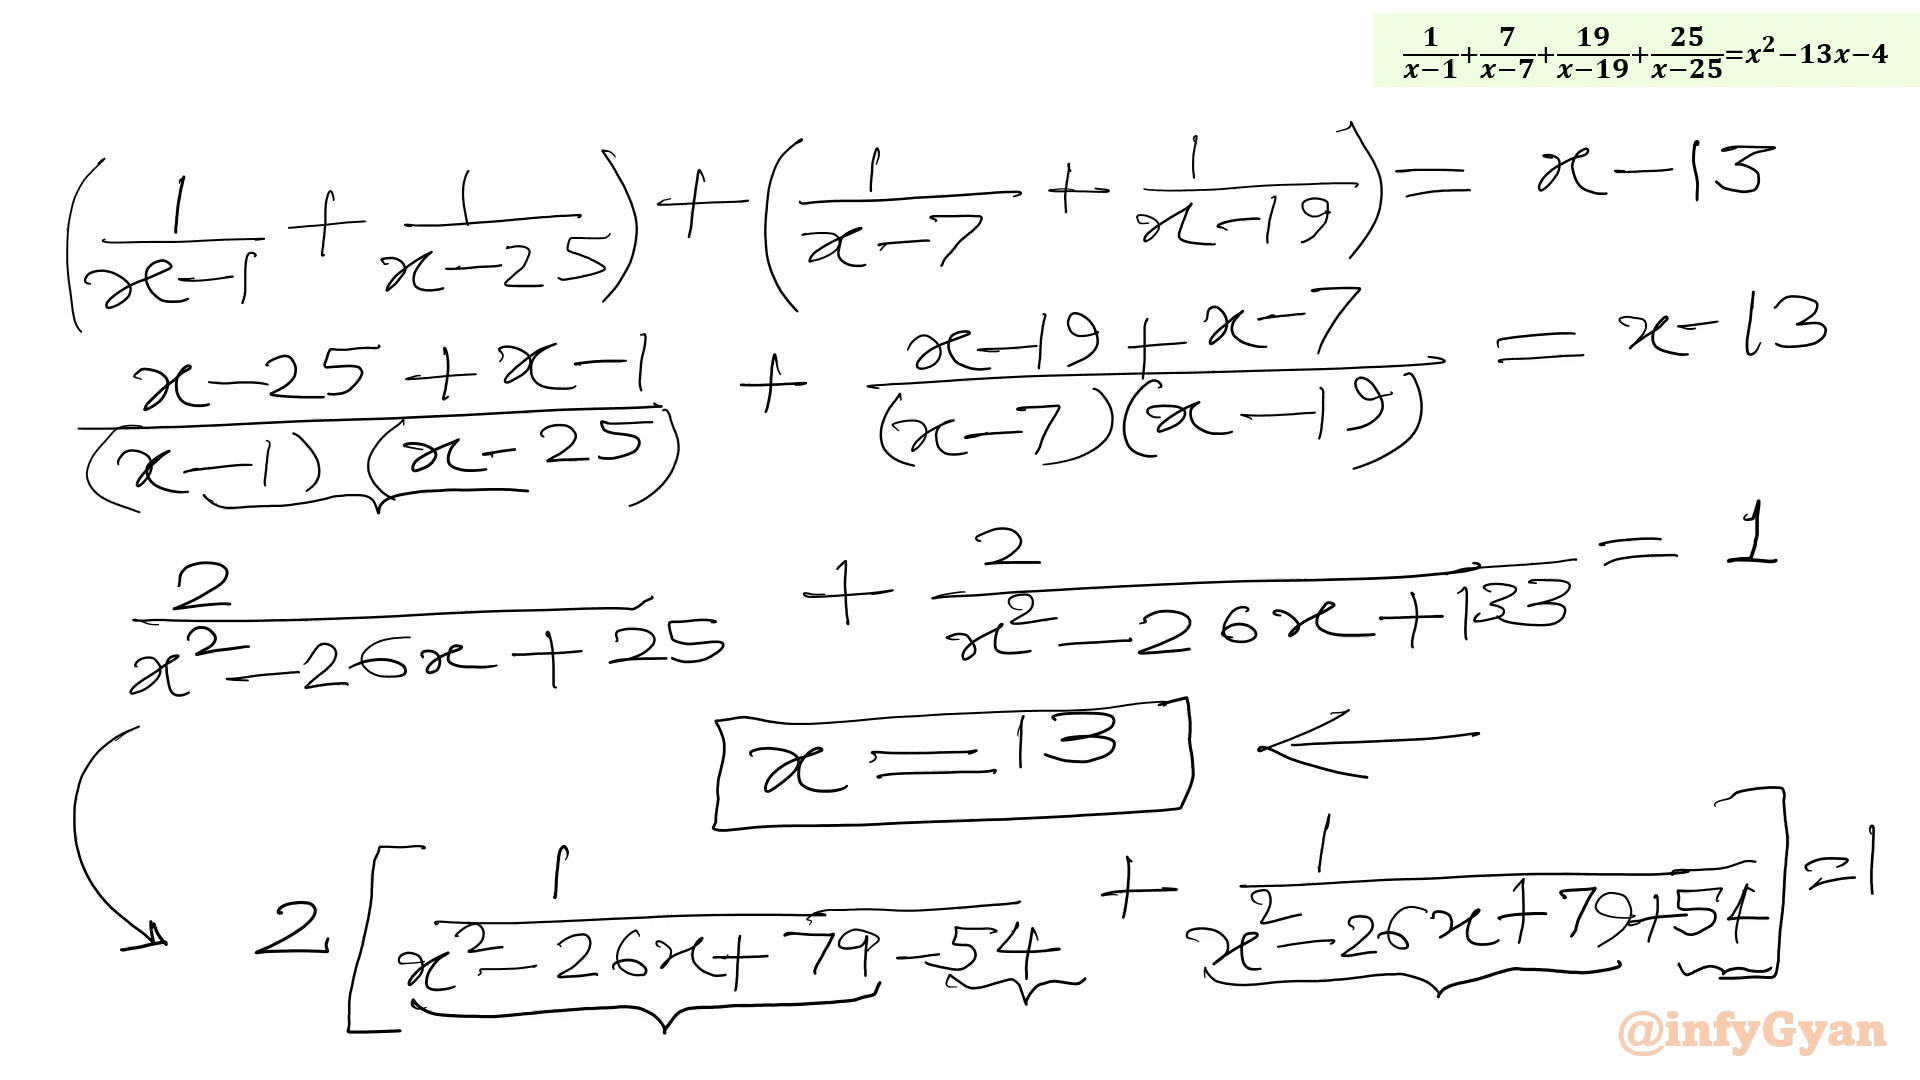 1/(x−1) + 7/(x−7) + 19/(x−19) + 25/(x−25) = x²−13x−4
(1/(x−1) + 1/(x−25)) + (1/(x−7) + 1/(x−19)) = x−13
(x−25+x−1)/((x−1)(x−25)) + (x−19+x−7)/((x−7)(x−19)) = x−13
2/(x²−26x+25) + 2/(x²−26x+133) = 1
x=13 ←
2[1/(x²−26x+79−54) + 1/(x²−26x+79+54)] = 1
@infyGyan